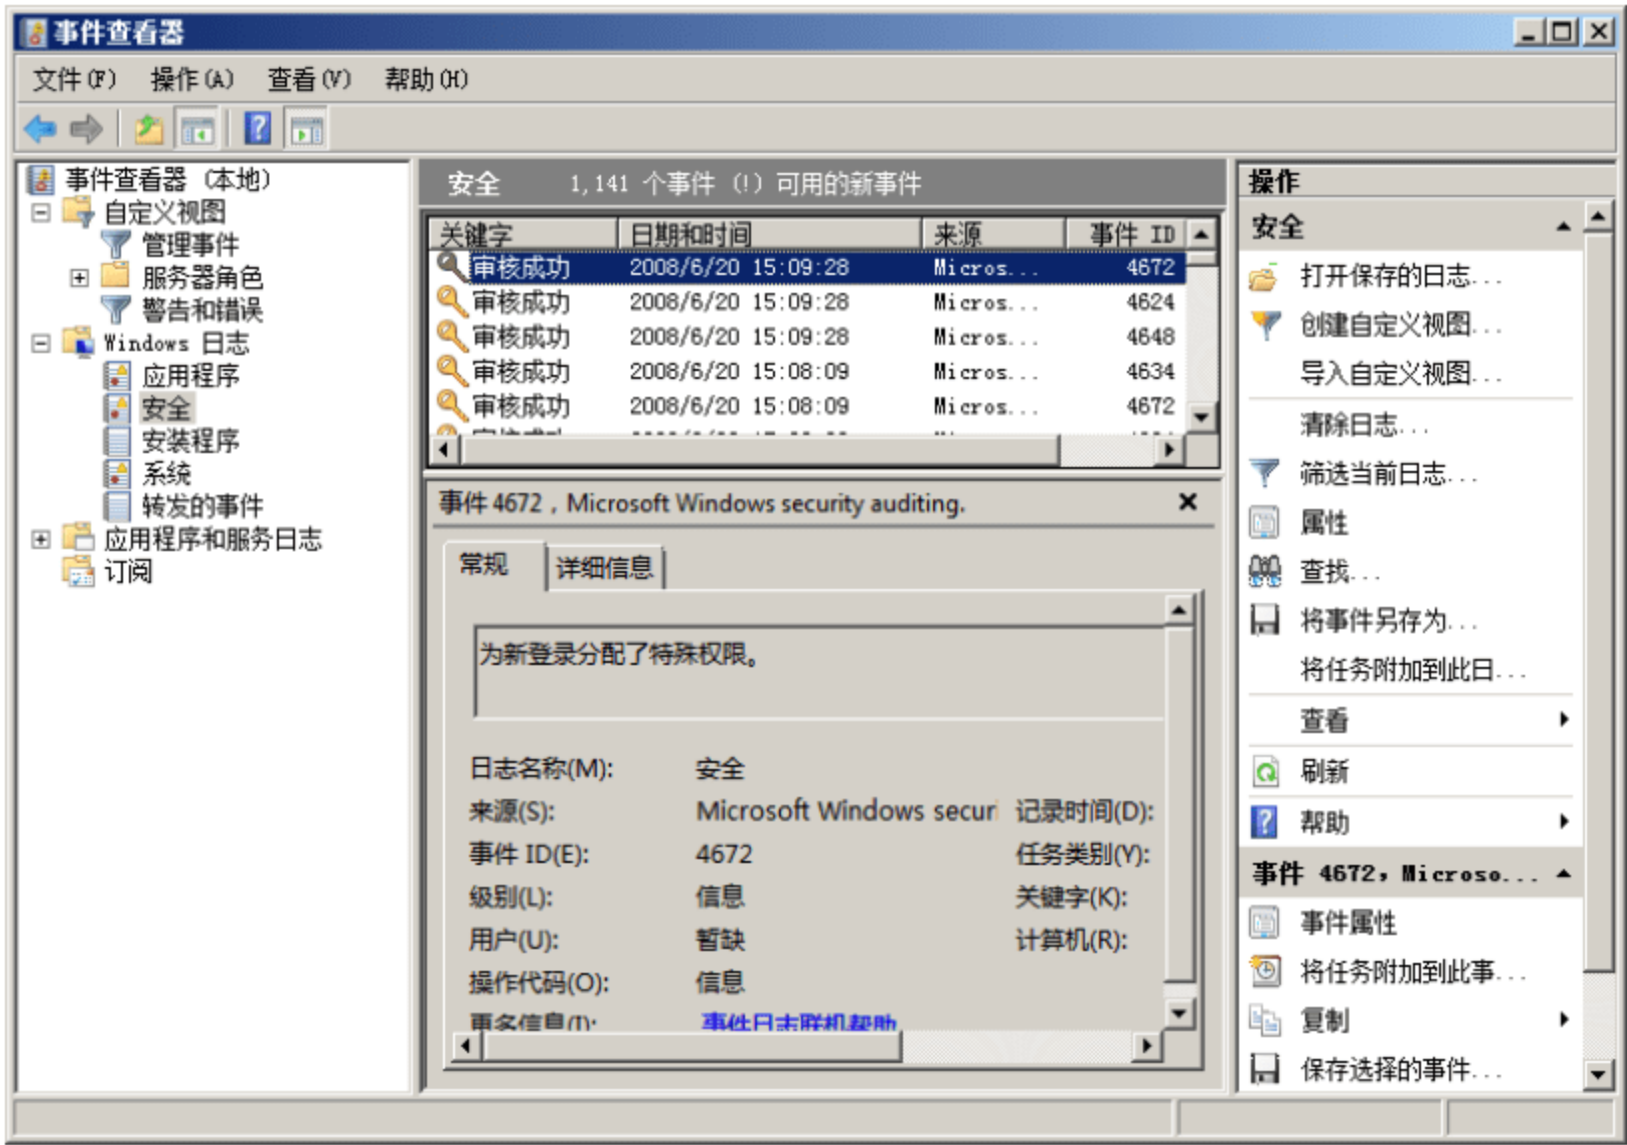 事件查看器
文件(F) 操作(A) 查看(V) 帮助(H)
事件查看器 (本地)
自定义视图
管理事件
服务器角色
警告和错误
Windows 日志
应用程序
安全
安装程序
系统
转发的事件
应用程序和服务日志
订阅
安全 1,141 个事件 (!) 可用的新事件
关键字 日期和时间 来源 事件 ID
审核成功 2008/6/20 15:09:28 Micros... 4672
审核成功 2008/6/20 15:09:28 Micros... 4624
审核成功 2008/6/20 15:09:28 Micros... 4648
审核成功 2008/6/20 15:08:09 Micros... 4634
审核成功 2008/6/20 15:08:09 Micros... 4672
事件 4672，Microsoft Windows security auditing.
常规 详细信息
为新登录分配了特殊权限。
日志名称(M): 安全
来源(S): Microsoft Windows securi 记录时间(D):
事件 ID(E): 4672 任务类别(Y):
级别(L): 信息 关键字(K):
用户(U): 暂缺 计算机(R):
操作代码(O): 信息
更多信息(I): 事件日志联机帮助
操作
安全
打开保存的日志...
创建自定义视图...
导入自定义视图...
清除日志...
筛选当前日志...
属性
查找...
将事件另存为...
将任务附加到此日...
查看
刷新
帮助
事件 4672，Microso...
事件属性
将任务附加到此事...
复制
保存选择的事件...